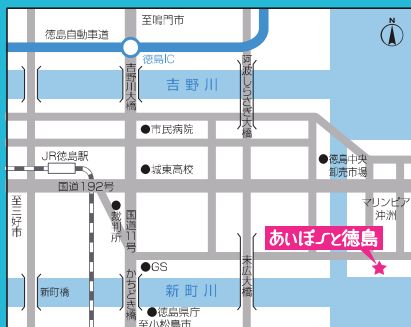 至鳴門市
N
徳島自動車道
徳島IC
吉野川大橋
吉野川
阿波しらさぎ大橋
●市民病院
JR徳島駅
●城東高校
●徳島中央
卸売市場
国道192号
至三好市
●裁判所
国道11号
マリンピア
沖洲
あいぽーと徳島
●GS
かちどき橋
末広大橋
新町橋
新町川
●徳島県庁
至小松島市